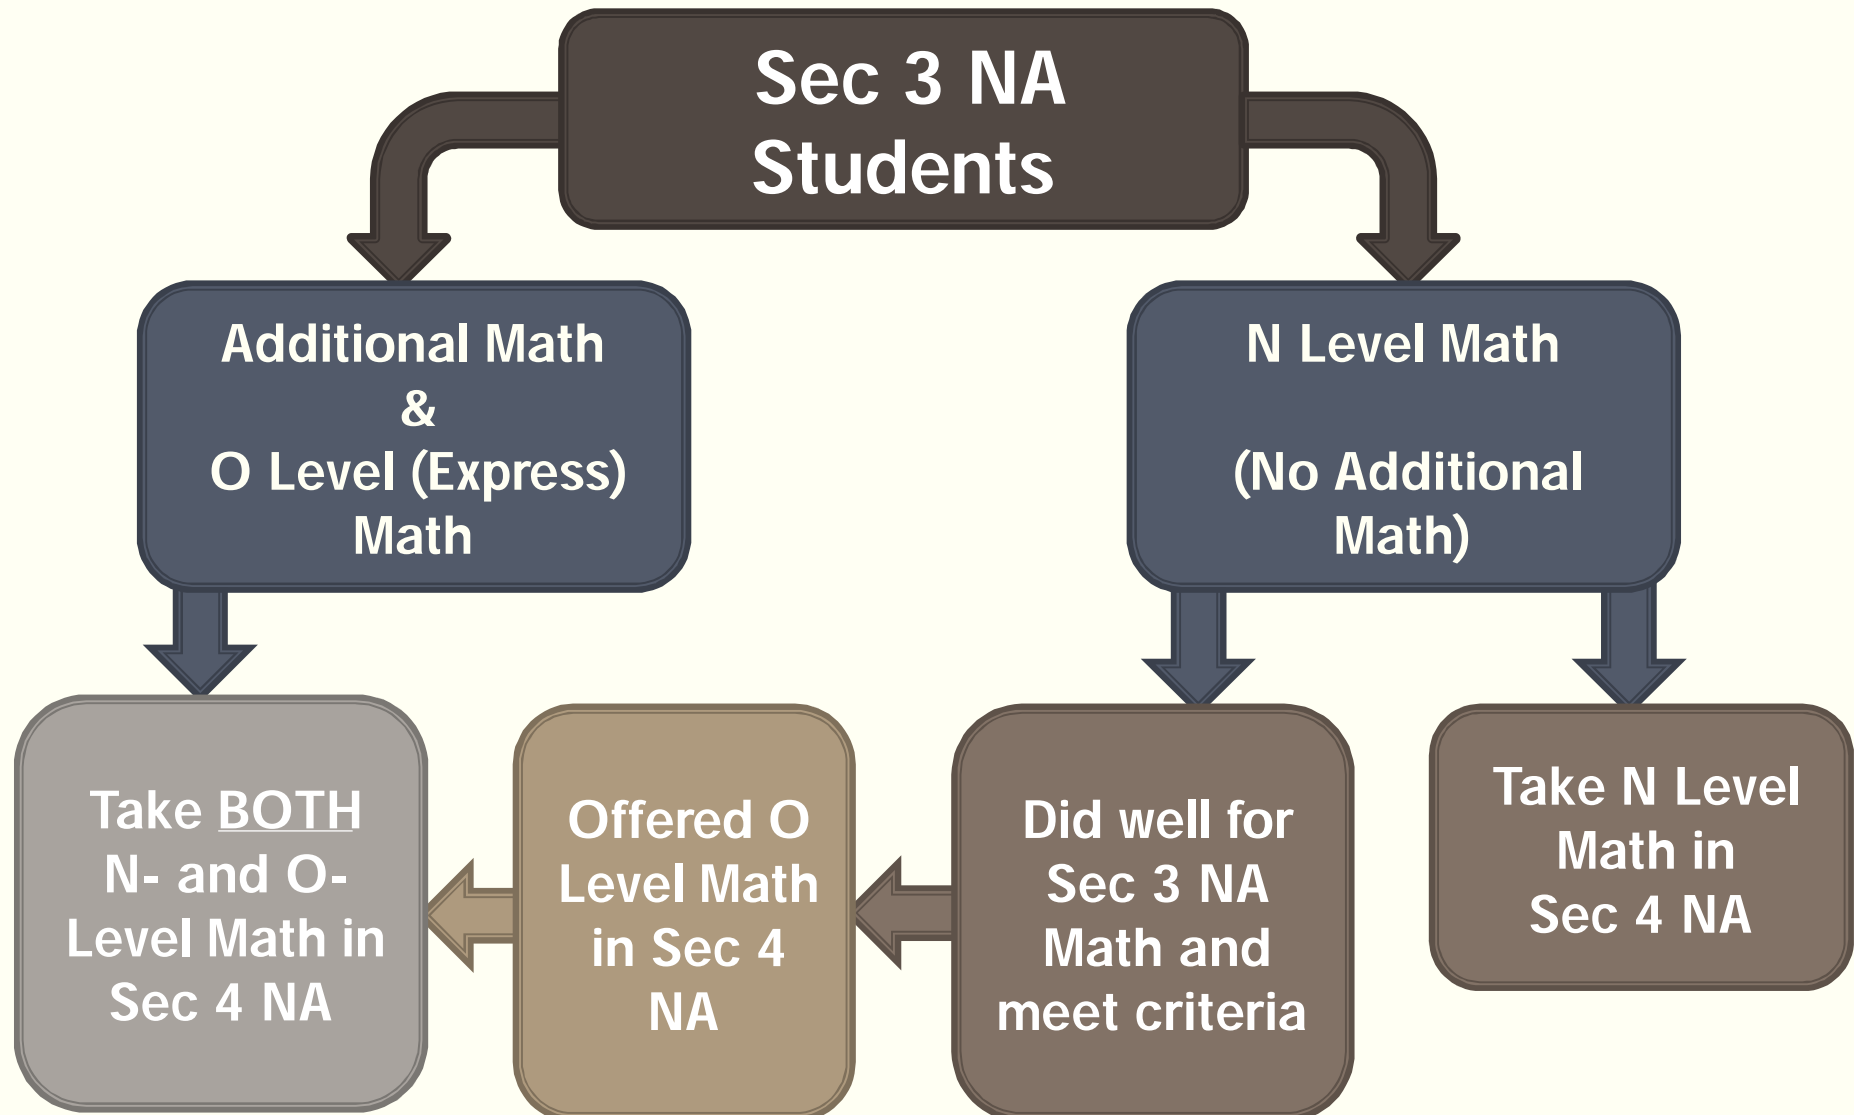 Sec 3 NA
Students
Additional Math
&
O Level (Express)
Math
N Level Math
(No Additional
Math)
Take BOTH
N- and O-
Level Math in
Sec 4 NA
Offered O
Level Math
in Sec 4
NA
Did well for
Sec 3 NA
Math and
meet criteria
Take N Level
Math in
Sec 4 NA